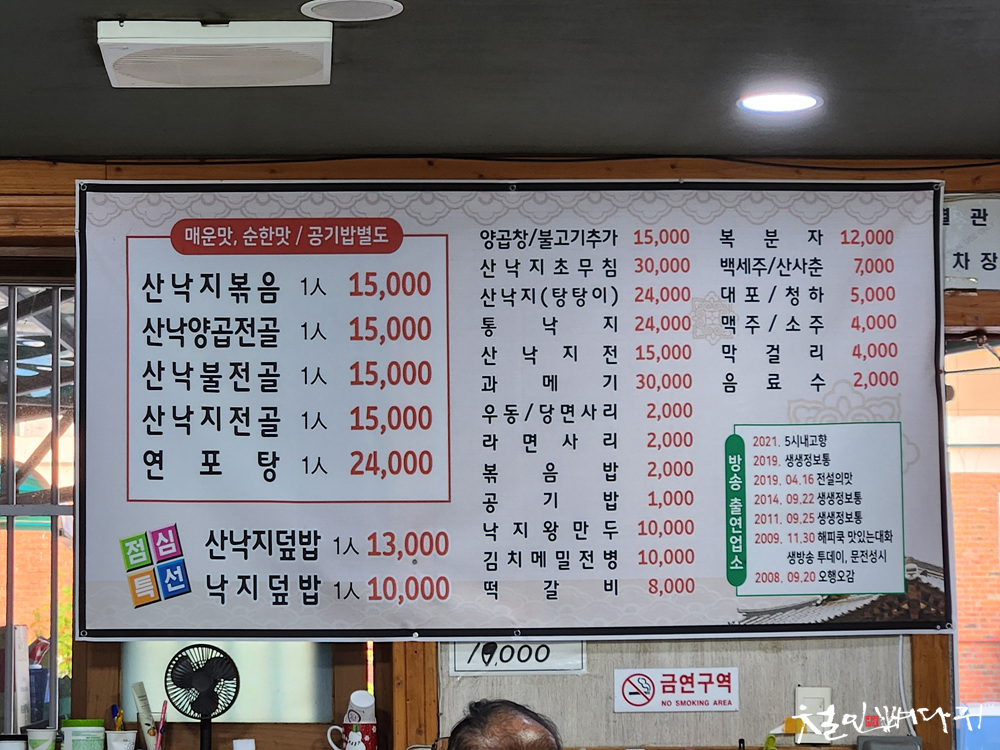 매운맛, 순한맛 / 공기밥별도
산낙지볶음 1人 15,000
산낙양곱전골 1人 15,000
산낙불전골 1人 15,000
산낙지전골 1人 15,000
연포탕 1人 24,000
점심특선
산낙지덮밥 1人 13,000
낙지덮밥 1人 10,000
양곱창/불고기추가 15,000
산낙지초무침 30,000
산낙지(탕탕이) 24,000
통낙지 24,000
산낙지전 15,000
과메기 30,000
우동/당면사리 2,000
라면사리 2,000
볶음밥 2,000
공기밥 1,000
낙지왕만두 10,000
김치메밀전병 10,000
떡갈비 8,000
복분자 12,000
백세주/산사춘 7,000
대포/청하 5,000
맥주/소주 4,000
막걸리 4,000
음료수 2,000
방송 출연업소
2021. 5시내고향
2019. 생생정보통
2019. 04.16 전설의맛
2014. 09.22 생생정보통
2011. 09.25 생생정보통
2009. 11.30 해피쿡 맛있는대화
생방송 투데이, 문전성시
2008. 09.20 오행오감
관
차장
금연구역
NO SMOKING AREA
철인뼈다귀